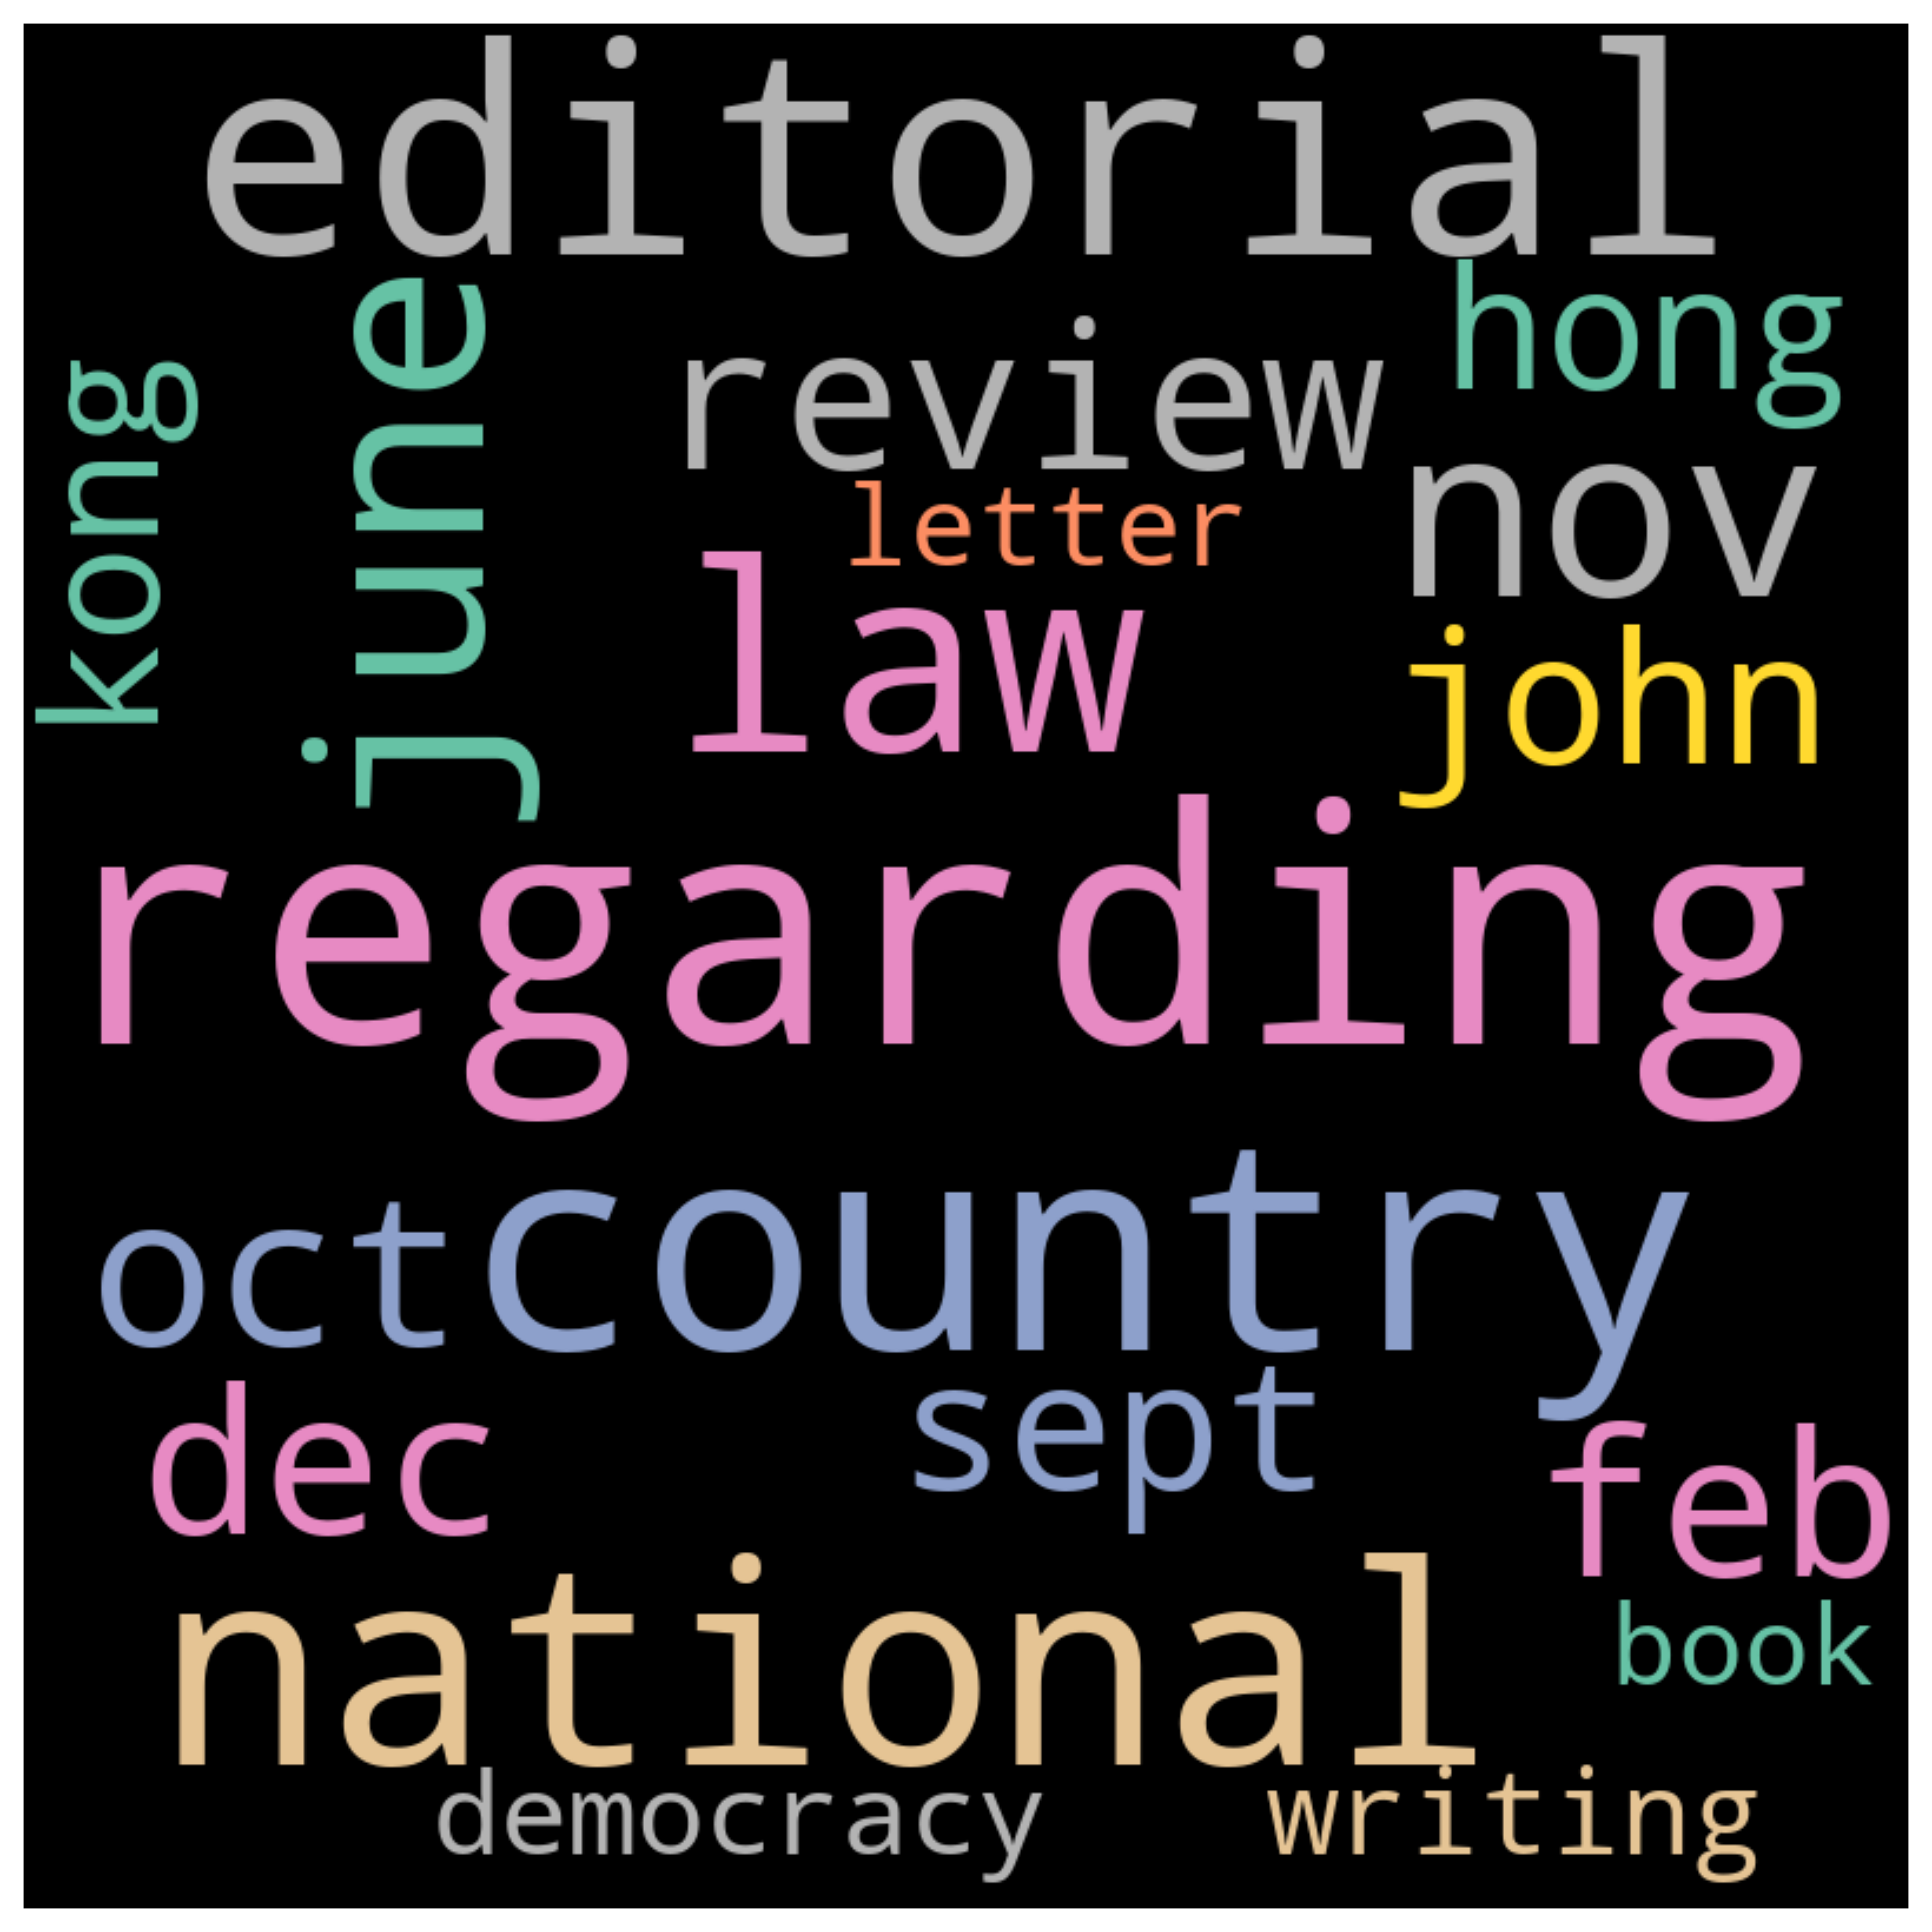 editorial
hong
kong
june
review
nov
letter
law
john
regarding
oct
country
sept
dec
feb
national
book
democracy
writing